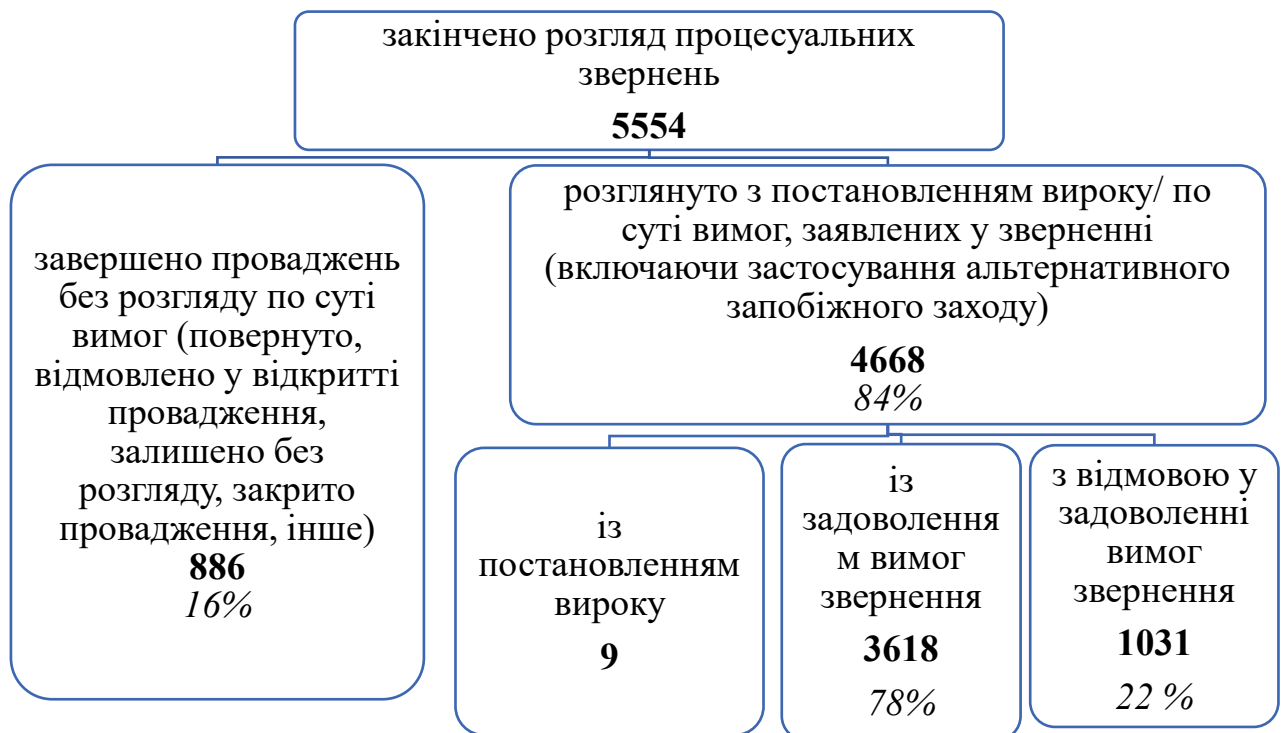 закінчено розгляд процесуальних
звернень
5554
завершено проваджень
без розгляду по суті
вимог (повернуто,
відмовлено у відкритті
провадження,
залишено без
розгляду, закрито
провадження, інше)
886
16%
розглянуто з постановленням вироку/ по
суті вимог, заявлених у зверненні
(включаючи застосування альтернативного
запобіжного заходу)
4668
84%
із
постановленням
вироку
9
із
задоволення
м вимог
звернення
3618
78%
з відмовою у
задоволенні
вимог
звернення
1031
22 %